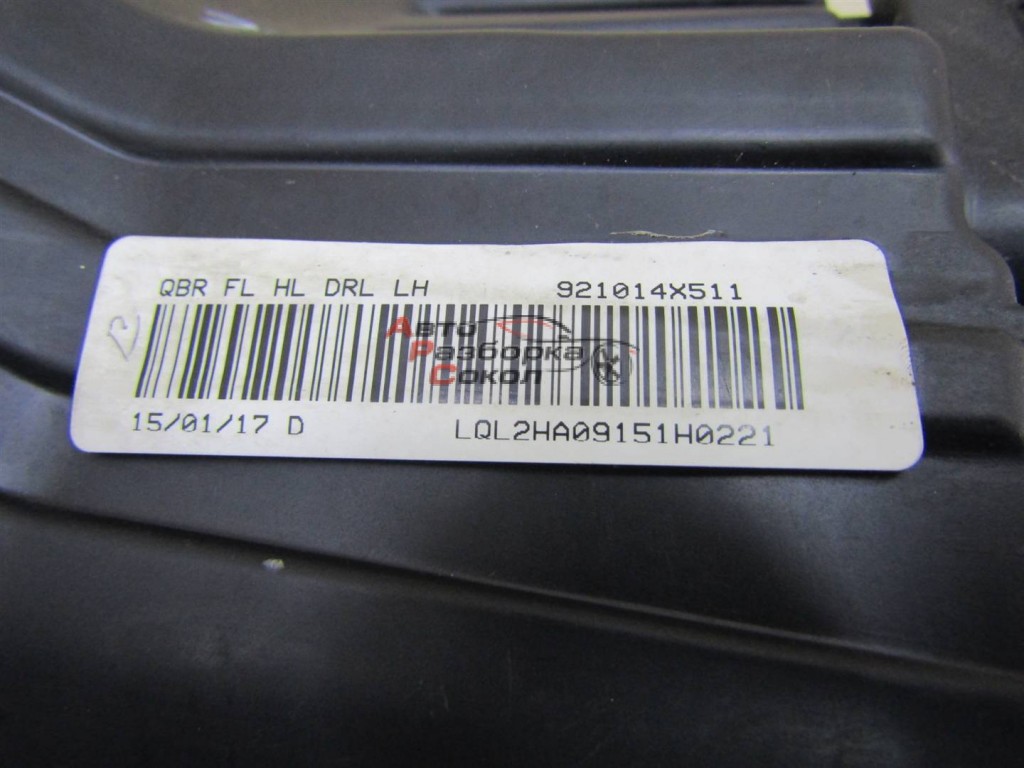 QBR FL HL DRL LH 921014X511
Авто
Разборка
Сокол
15/01/17 D LQL2HA09151H0221